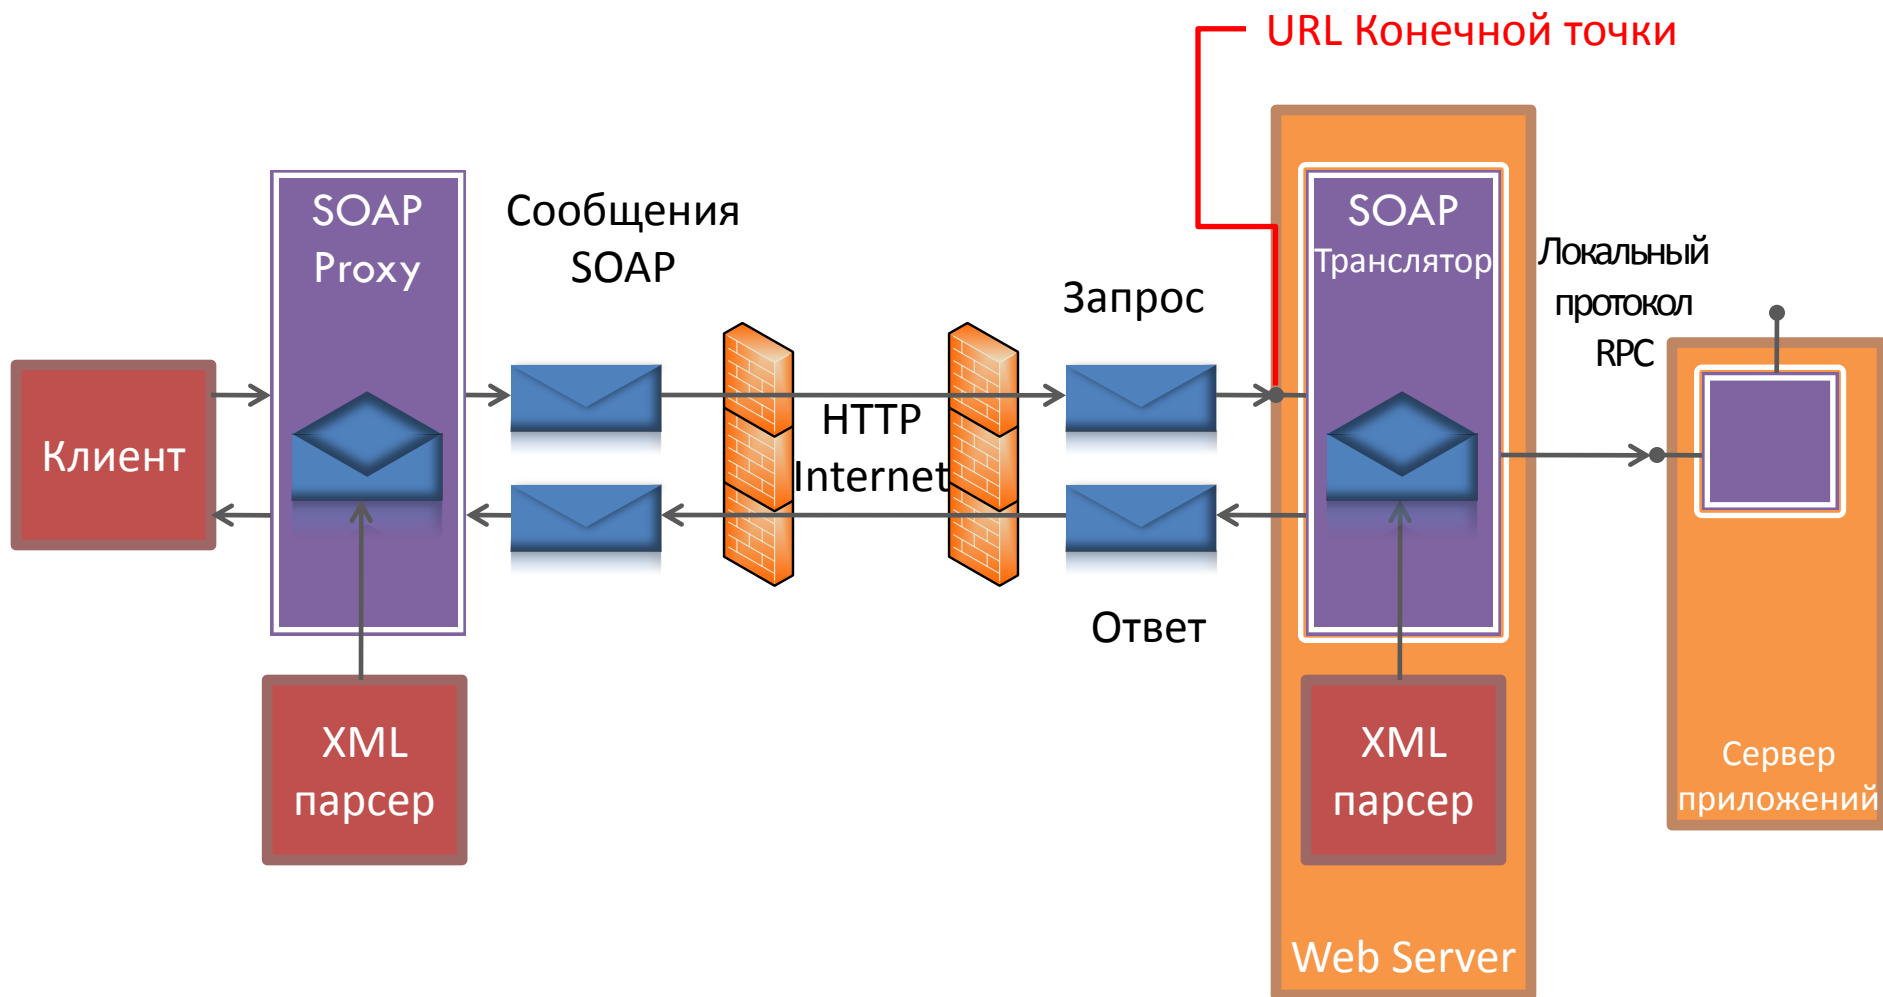 URL Конечной точки
SOAP
Proxy
Сообщения
SOAP
SOAP
Транслятор
Локальный
протокол
RPC
Запрос
Клиент
HTTP
Internet
Ответ
XML
парсер
XML
парсер
Сервер
приложений
Web Server